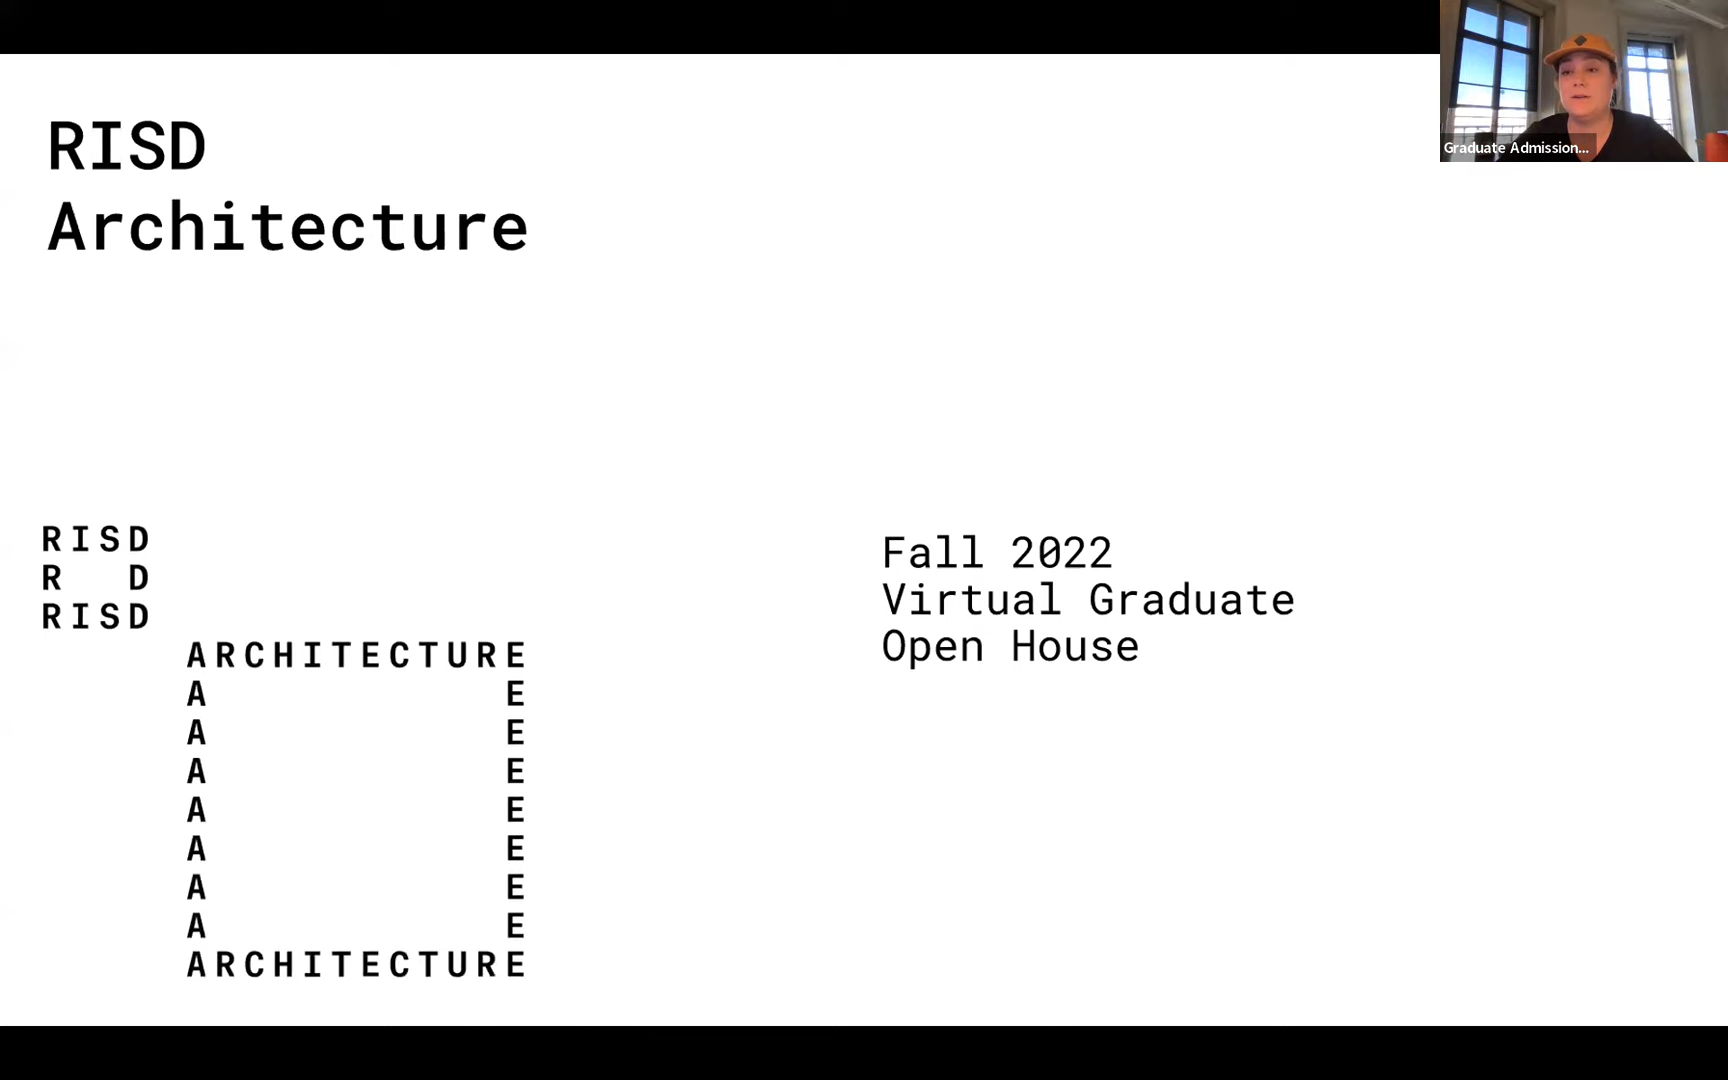 RISD
Architecture
Graduate Admission...
RISD
R D
RISD
ARCHITECTURE
A E
A E
A E
A E
A E
A E
A E
ARCHITECTURE
Fall 2022
Virtual Graduate
Open House